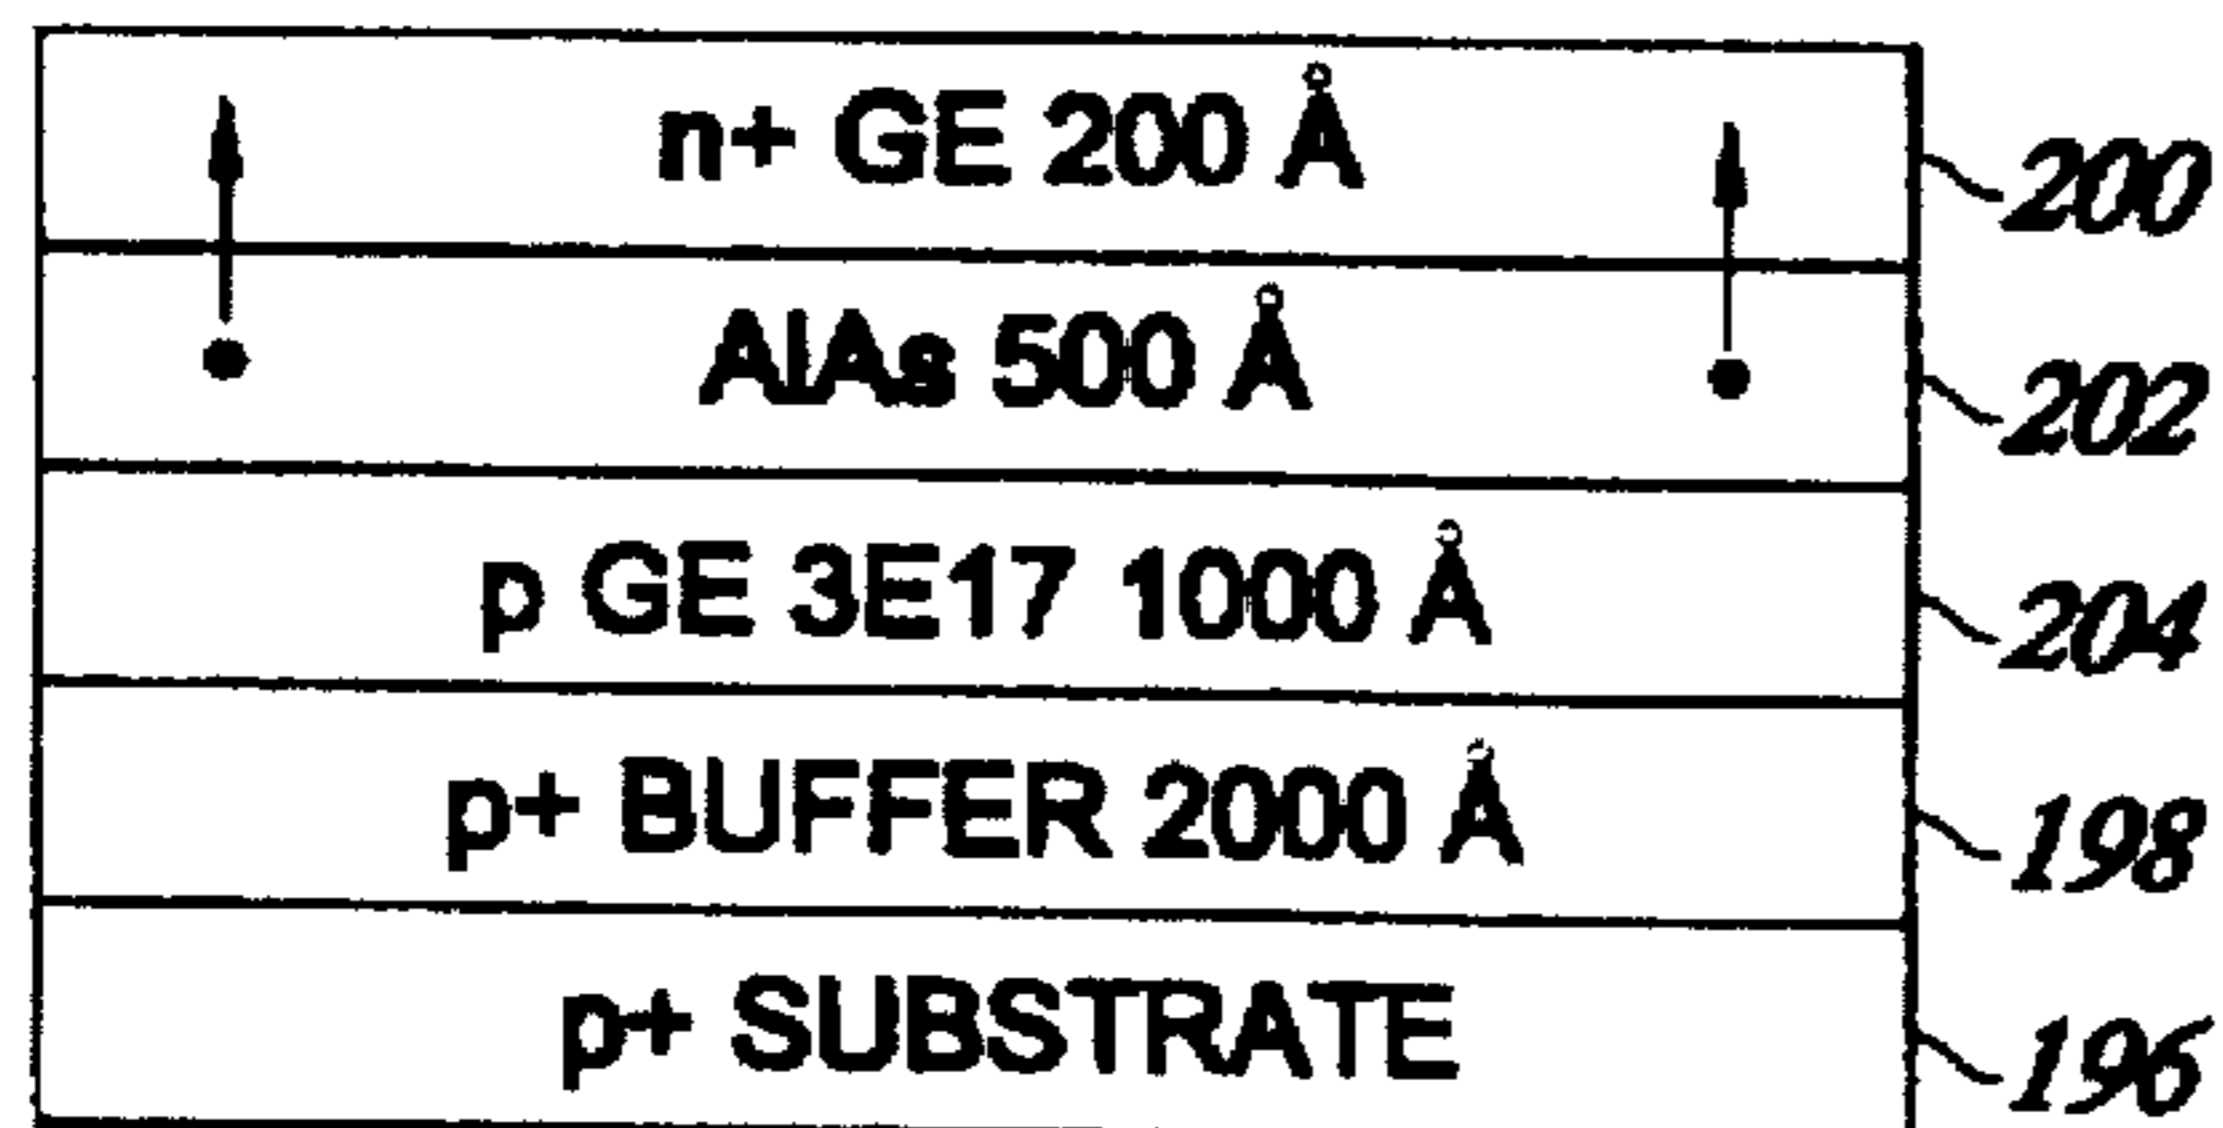 n+ GE 200 Å 200
AlAs 500 Å 202
p GE 3E17 1000 Å 204
p+ BUFFER 2000 Å 198
p+ SUBSTRATE 196